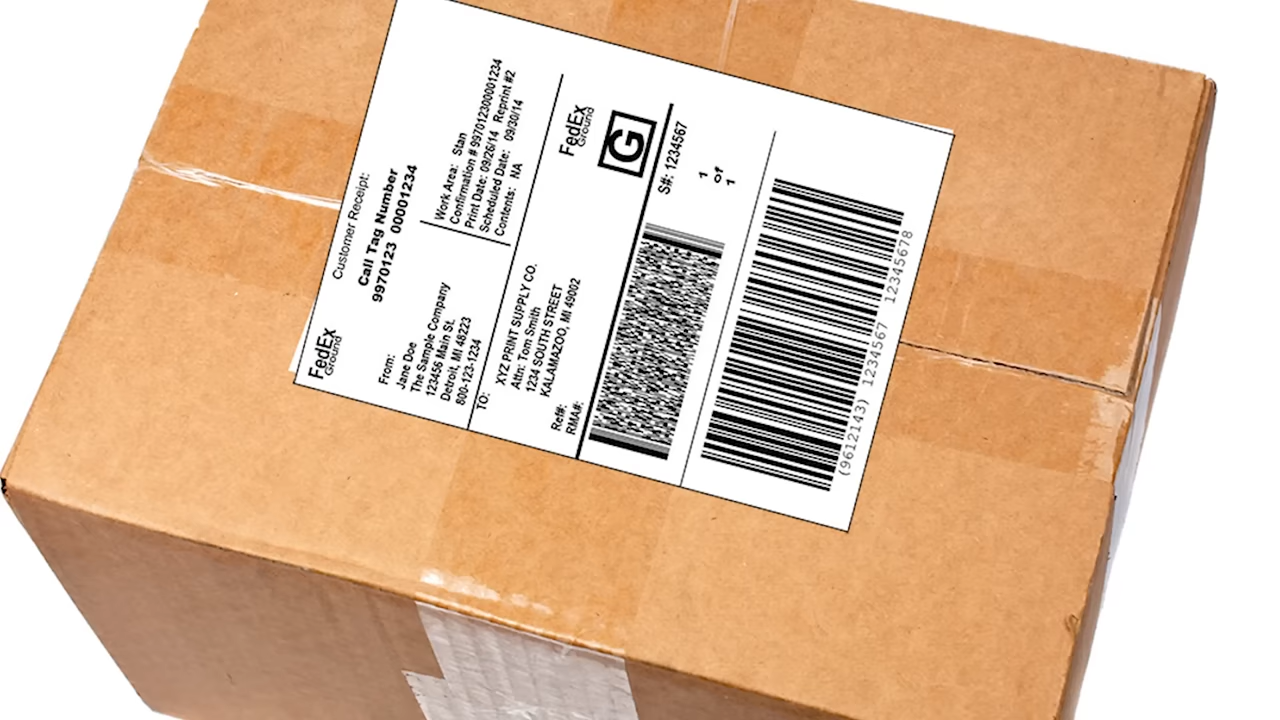 Customer Receipt:
FedEx
Ground
Call Tag Number
9970123 00001234
From:
Jane Doe
The Sample Company
123456 Main St.
Detroit, MI 48223
800-123-1234
Work Area: Stan
Confirmation # 997012300001234
Print Date: 09/26/14 Reprint #2
Scheduled Date: 09/30/14
Contents: NA
TO:
XYZ PRINT SUPPLY CO.
Attn: Tom Smith
1234 SOUTH STREET
KALAMAZOO, MI 49002
FedEx
Ground
G
Ref#:
RMA#:
S#: 1234567
1
of
1
(9612143) 1234567 12345678